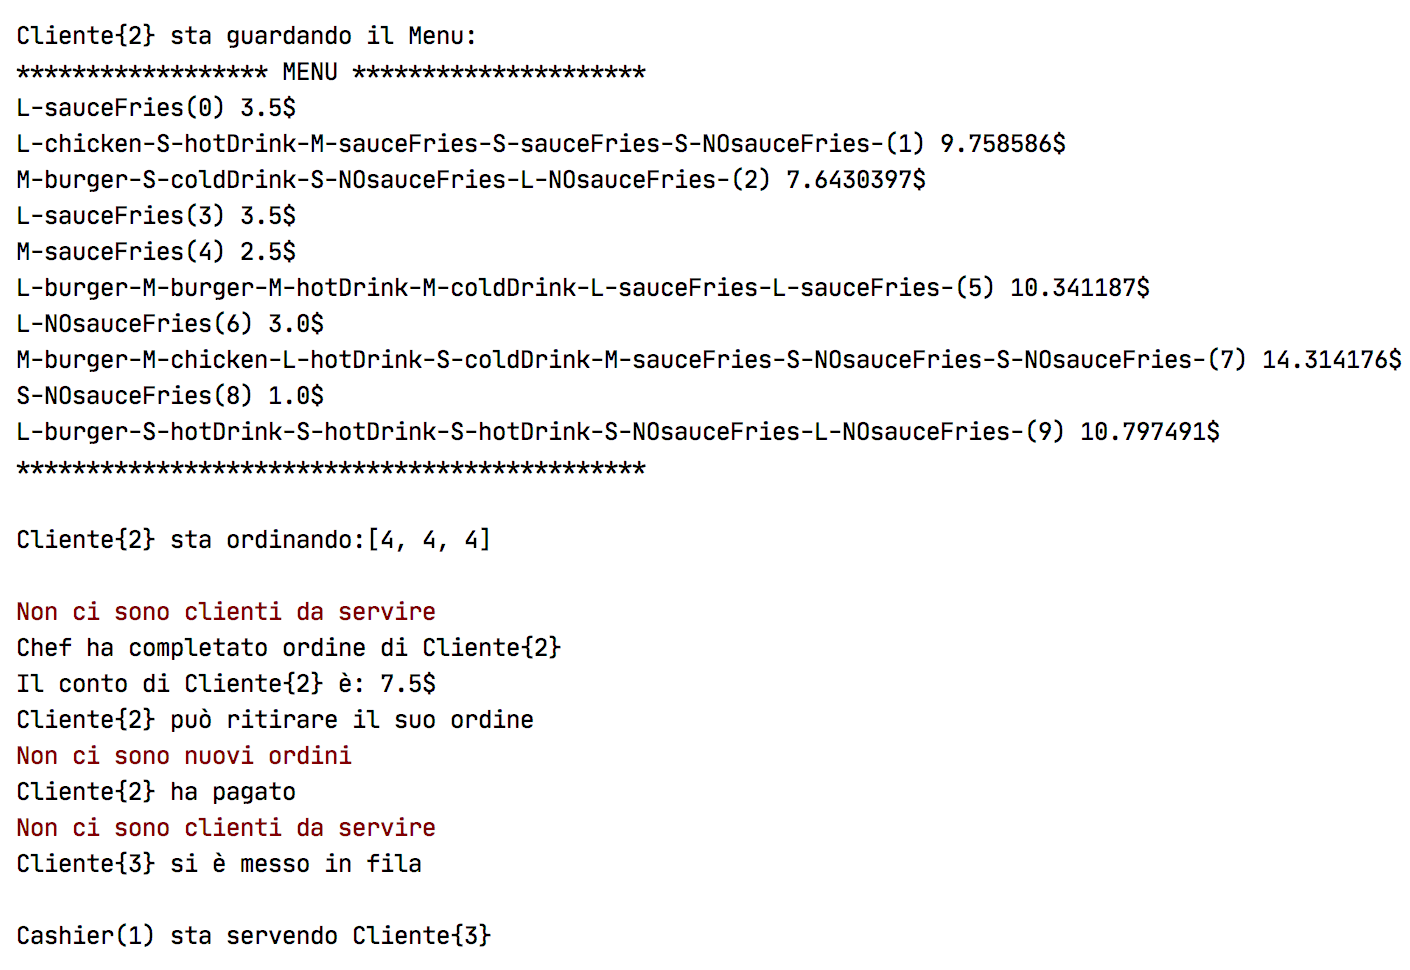 Cliente{2} sta guardando il Menu:
****************** MENU *********************
L-sauceFries(0) 3.5$
L-chicken-S-hotDrink-M-sauceFries-S-sauceFries-S-NOsauceFries-(1) 9.758586$
M-burger-S-coldDrink-S-NOsauceFries-L-NOsauceFries-(2) 7.6430397$
L-sauceFries(3) 3.5$
M-sauceFries(4) 2.5$
L-burger-M-burger-M-hotDrink-M-coldDrink-L-sauceFries-L-sauceFries-(5) 10.341187$
L-NOsauceFries(6) 3.0$
M-burger-M-chicken-L-hotDrink-S-coldDrink-M-sauceFries-S-NOsauceFries-S-NOsauceFries-(7) 14.314176$
S-NOsauceFries(8) 1.0$
L-burger-S-hotDrink-S-hotDrink-S-hotDrink-S-NOsauceFries-L-NOsauceFries-(9) 10.797491$
*********************************************
Cliente{2} sta ordinando:[4, 4, 4]
Non ci sono clienti da servire
Chef ha completato ordine di Cliente{2}
Il conto di Cliente{2} è: 7.5$
Cliente{2} può ritirare il suo ordine
Non ci sono nuovi ordini
Cliente{2} ha pagato
Non ci sono clienti da servire
Cliente{3} si è messo in fila
Cashier(1) sta servendo Cliente{3}